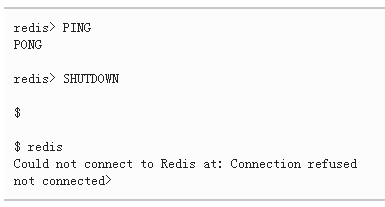 redis> PING
PONG
redis> SHUTDOWN
$
$ redis
Could not connect to Redis at: Connection refused
not connected>